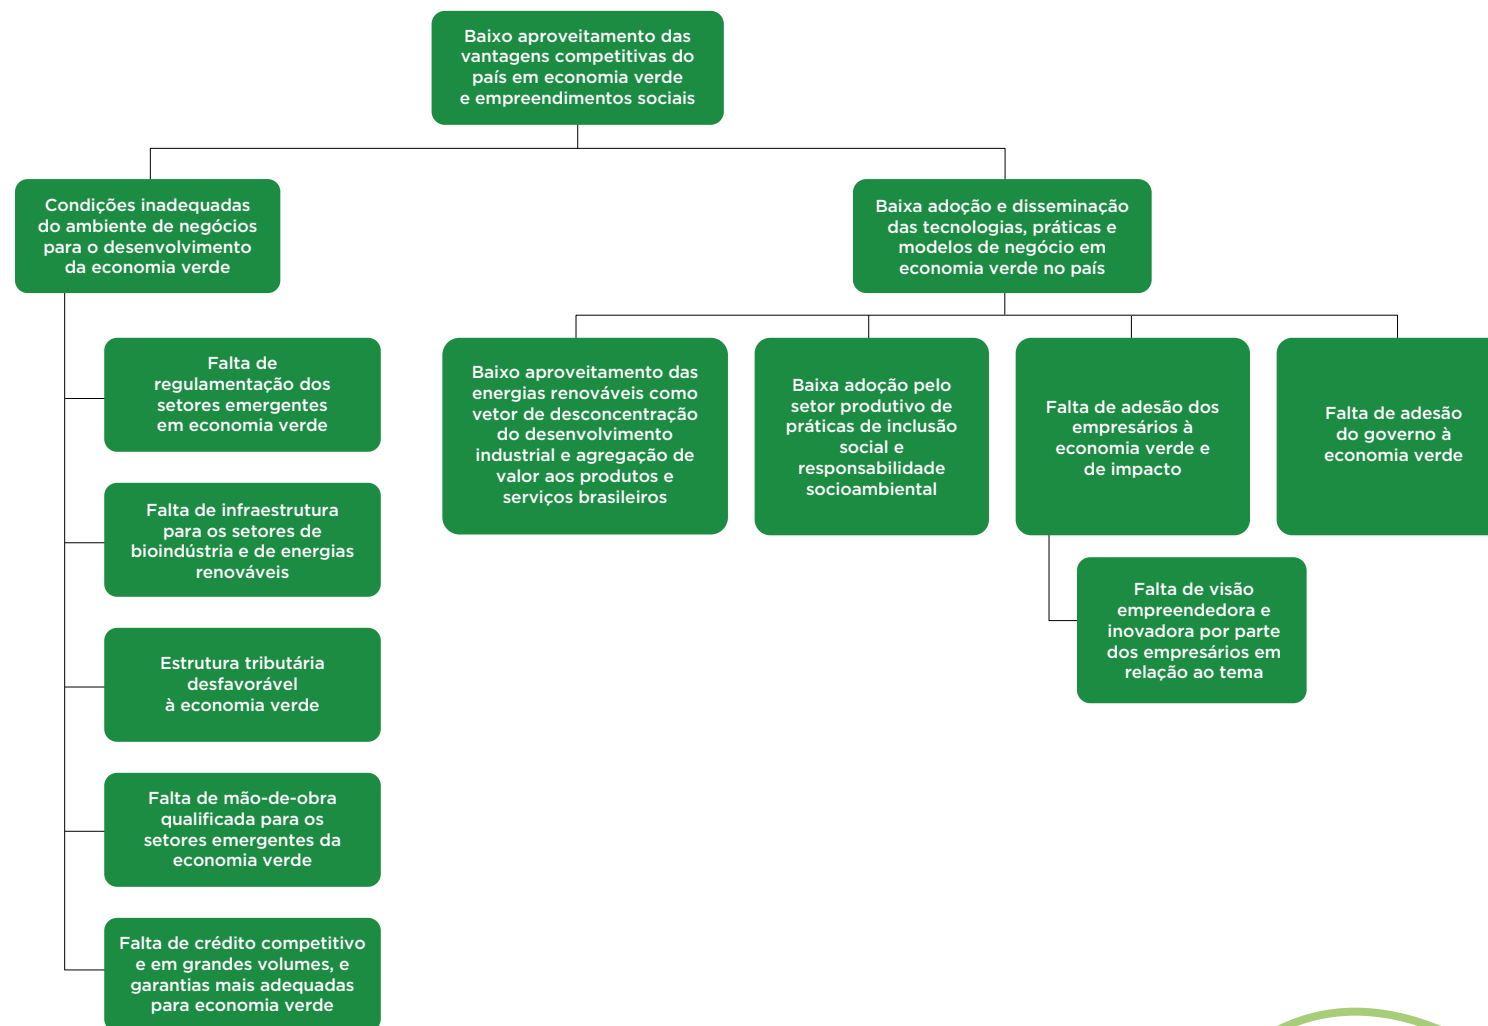 Baixo aproveitamento das
vantagens competitivas do
país em economia verde
e empreendimentos sociais
Condições inadequadas
do ambiente de negócios
para o desenvolvimento
da economia verde
Baixa adoção e disseminação
das tecnologias, práticas e
modelos de negócio em
economia verde no país
Falta de
regulamentação dos
setores emergentes
em economia verde
Falta de infraestrutura
para os setores de
bioindústria e de energias
renováveis
Estrutura tributária
desfavorável
à economia verde
Falta de mão-de-obra
qualificada para os
setores emergentes da
economia verde
Falta de crédito competitivo
e em grandes volumes, e
garantias mais adequadas
para economia verde
Baixo aproveitamento das
energias renováveis como
vetor de desconcentração
do desenvolvimento
industrial e agregação de
valor aos produtos e
serviços brasileiros
Baixa adoção pelo
setor produtivo de
práticas de inclusão
social e
responsabilidade
socioambiental
Falta de adesão dos
empresários à
economia verde e
de impacto
Falta de visão
empreendedora e
inovadora por parte
dos empresários em
relação ao tema
Falta de adesão
do governo à
economia verde